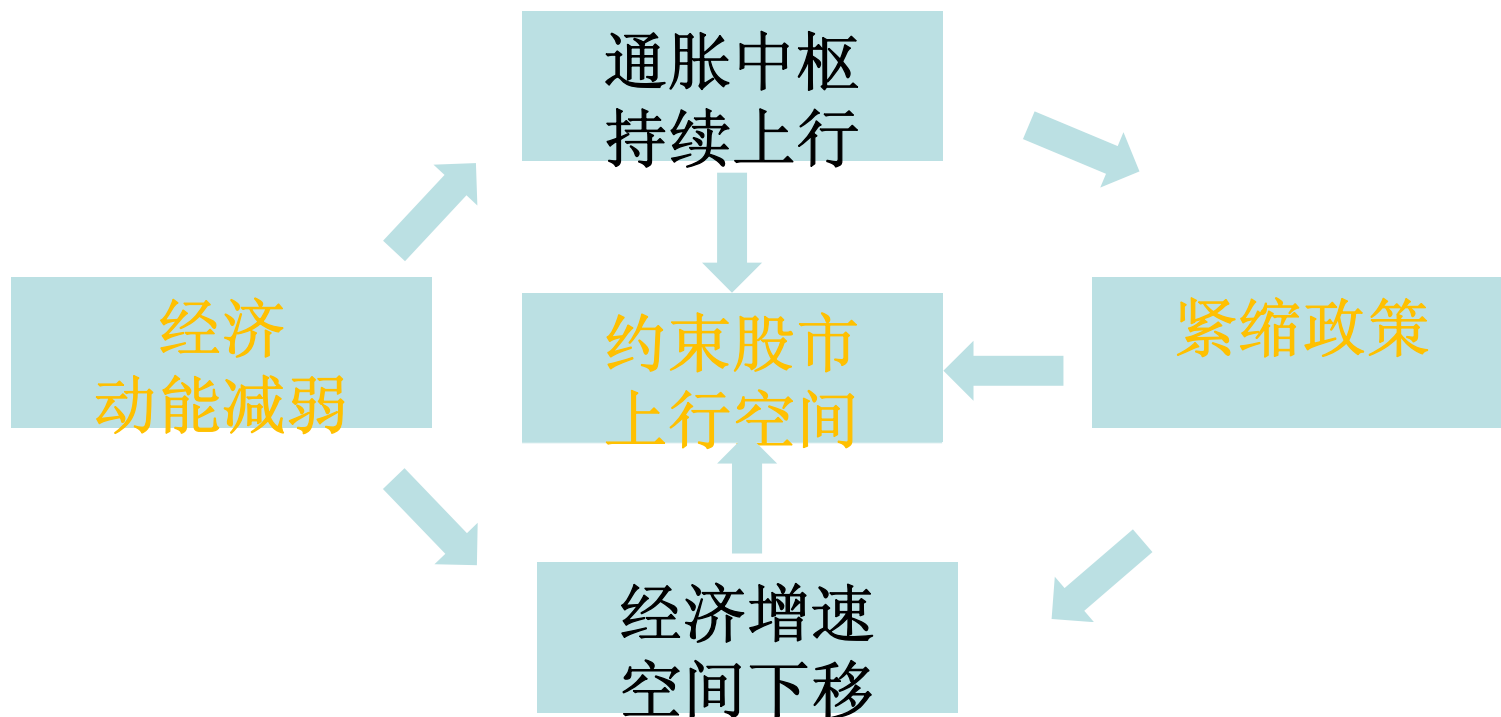 通胀中枢
持续上行
经济
动能减弱
约束股市
上行空间
紧缩政策
经济增速
空间下移